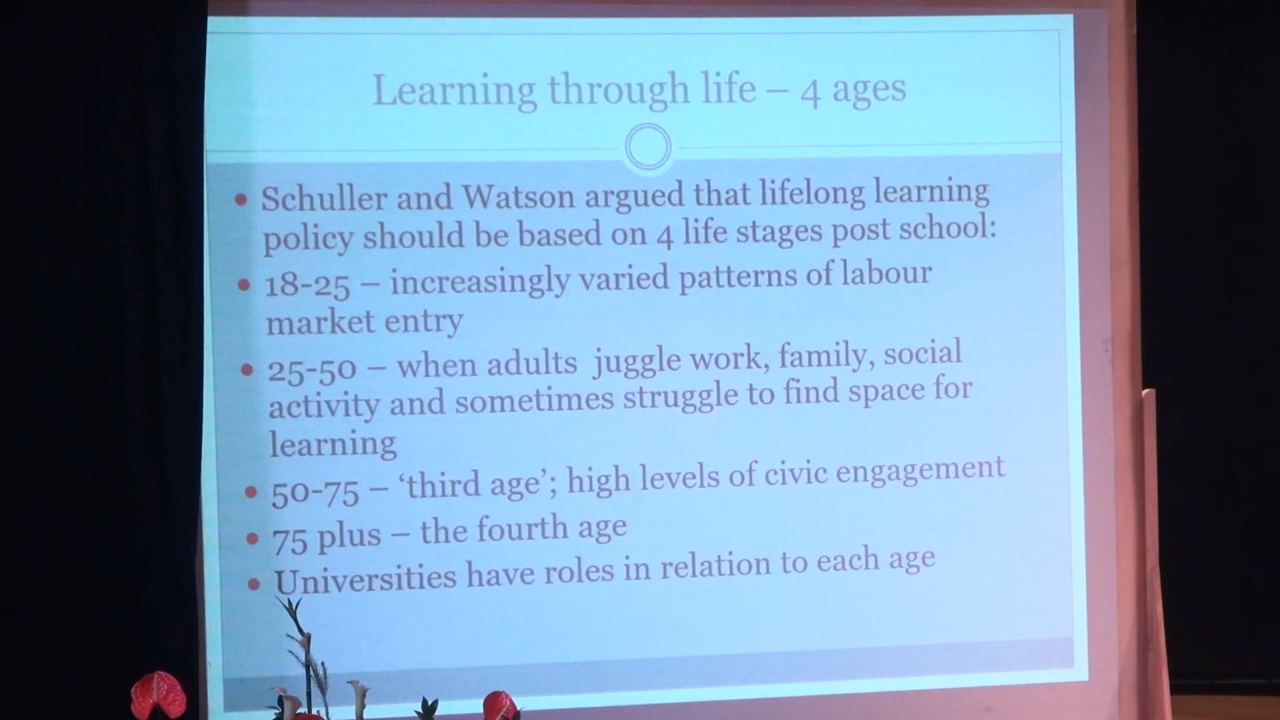 Learning through life – 4 ages
• Schuller and Watson argued that lifelong learning
policy should be based on 4 life stages post school:
• 18-25 – increasingly varied patterns of labour
market entry
• 25-50 – when adults juggle work, family, social
activity and sometimes struggle to find space for
learning
• 50-75 – ‘third age’; high levels of civic engagement
• 75 plus – the fourth age
• Universities have roles in relation to each age